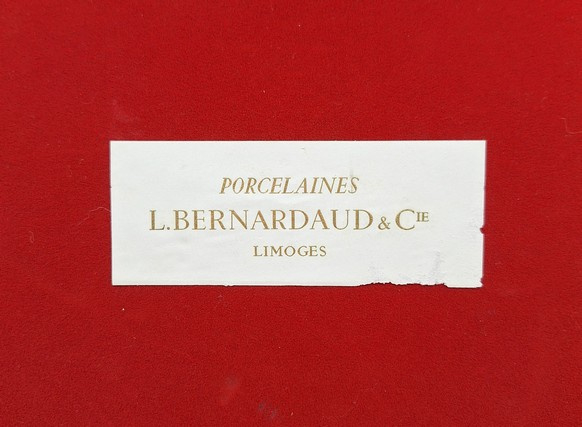 PORCELAINES
L.BERNARDAUD & CIE
LIMOGES